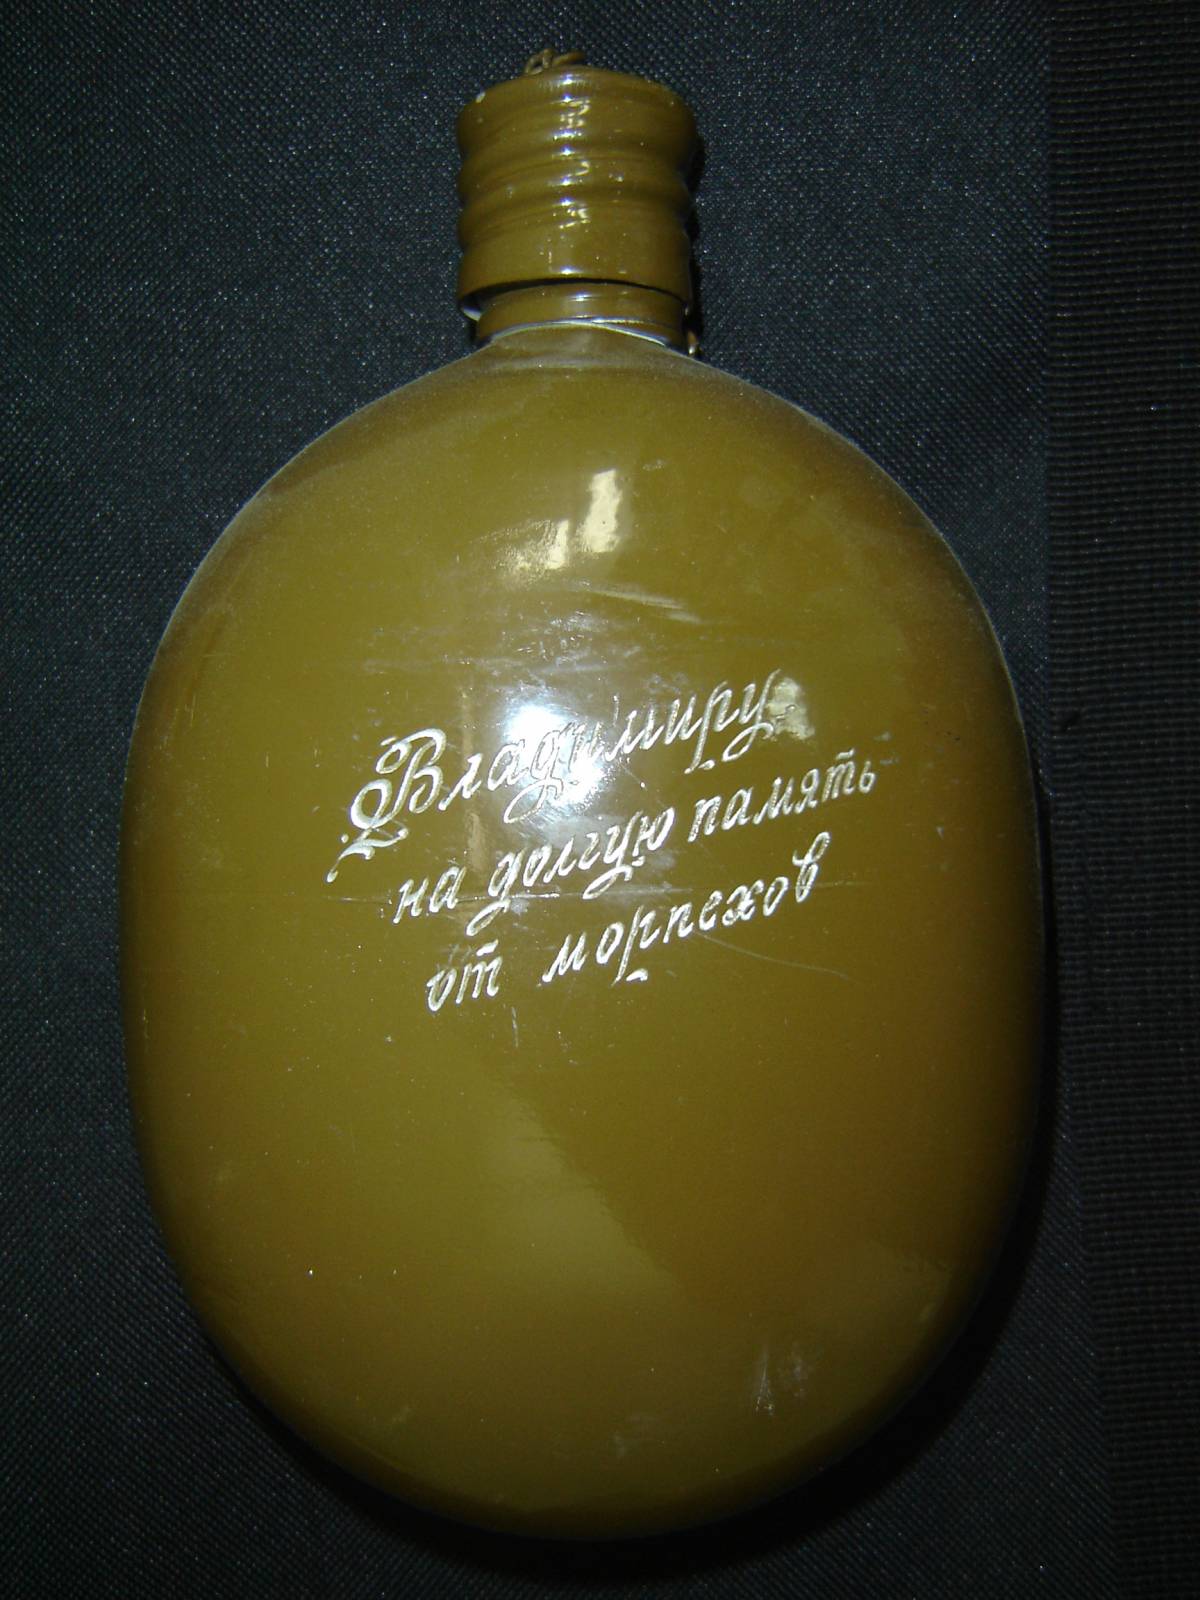 Владимиру
на долгую память
от морпехов